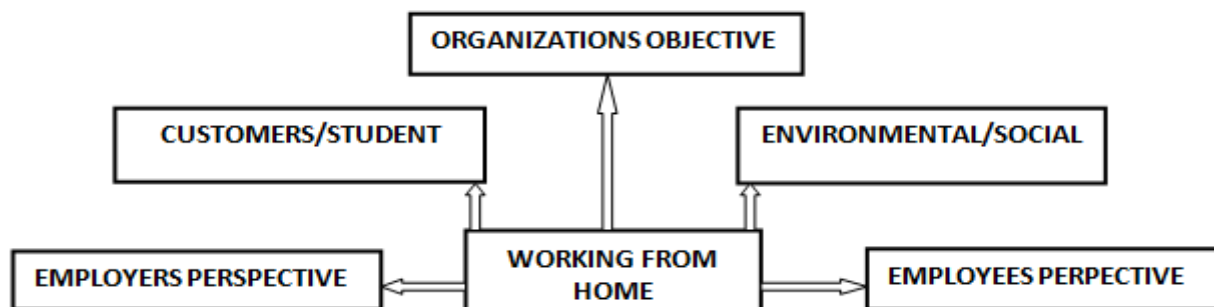 ORGANIZATIONS OBJECTIVE
CUSTOMERS/STUDENT
ENVIRONMENTAL/SOCIAL
EMPLOYERS PERSPECTIVE
WORKING FROM
HOME
EMPLOYEES PERPECTIVE